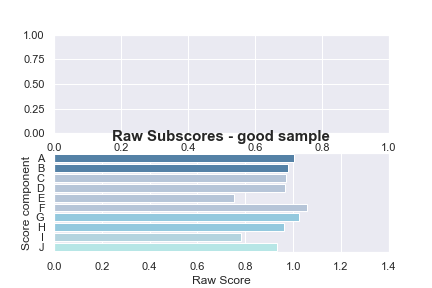 1.00
0.75
0.50
0.25
0.00
0.0 0.2 0.4 0.6 0.8 1.0
Raw Subscores - good sample
Score component
A
B
C
D
E
F
G
H
I
J
0.0 0.2 0.4 0.6 0.8 1.0 1.2 1.4
Raw Score